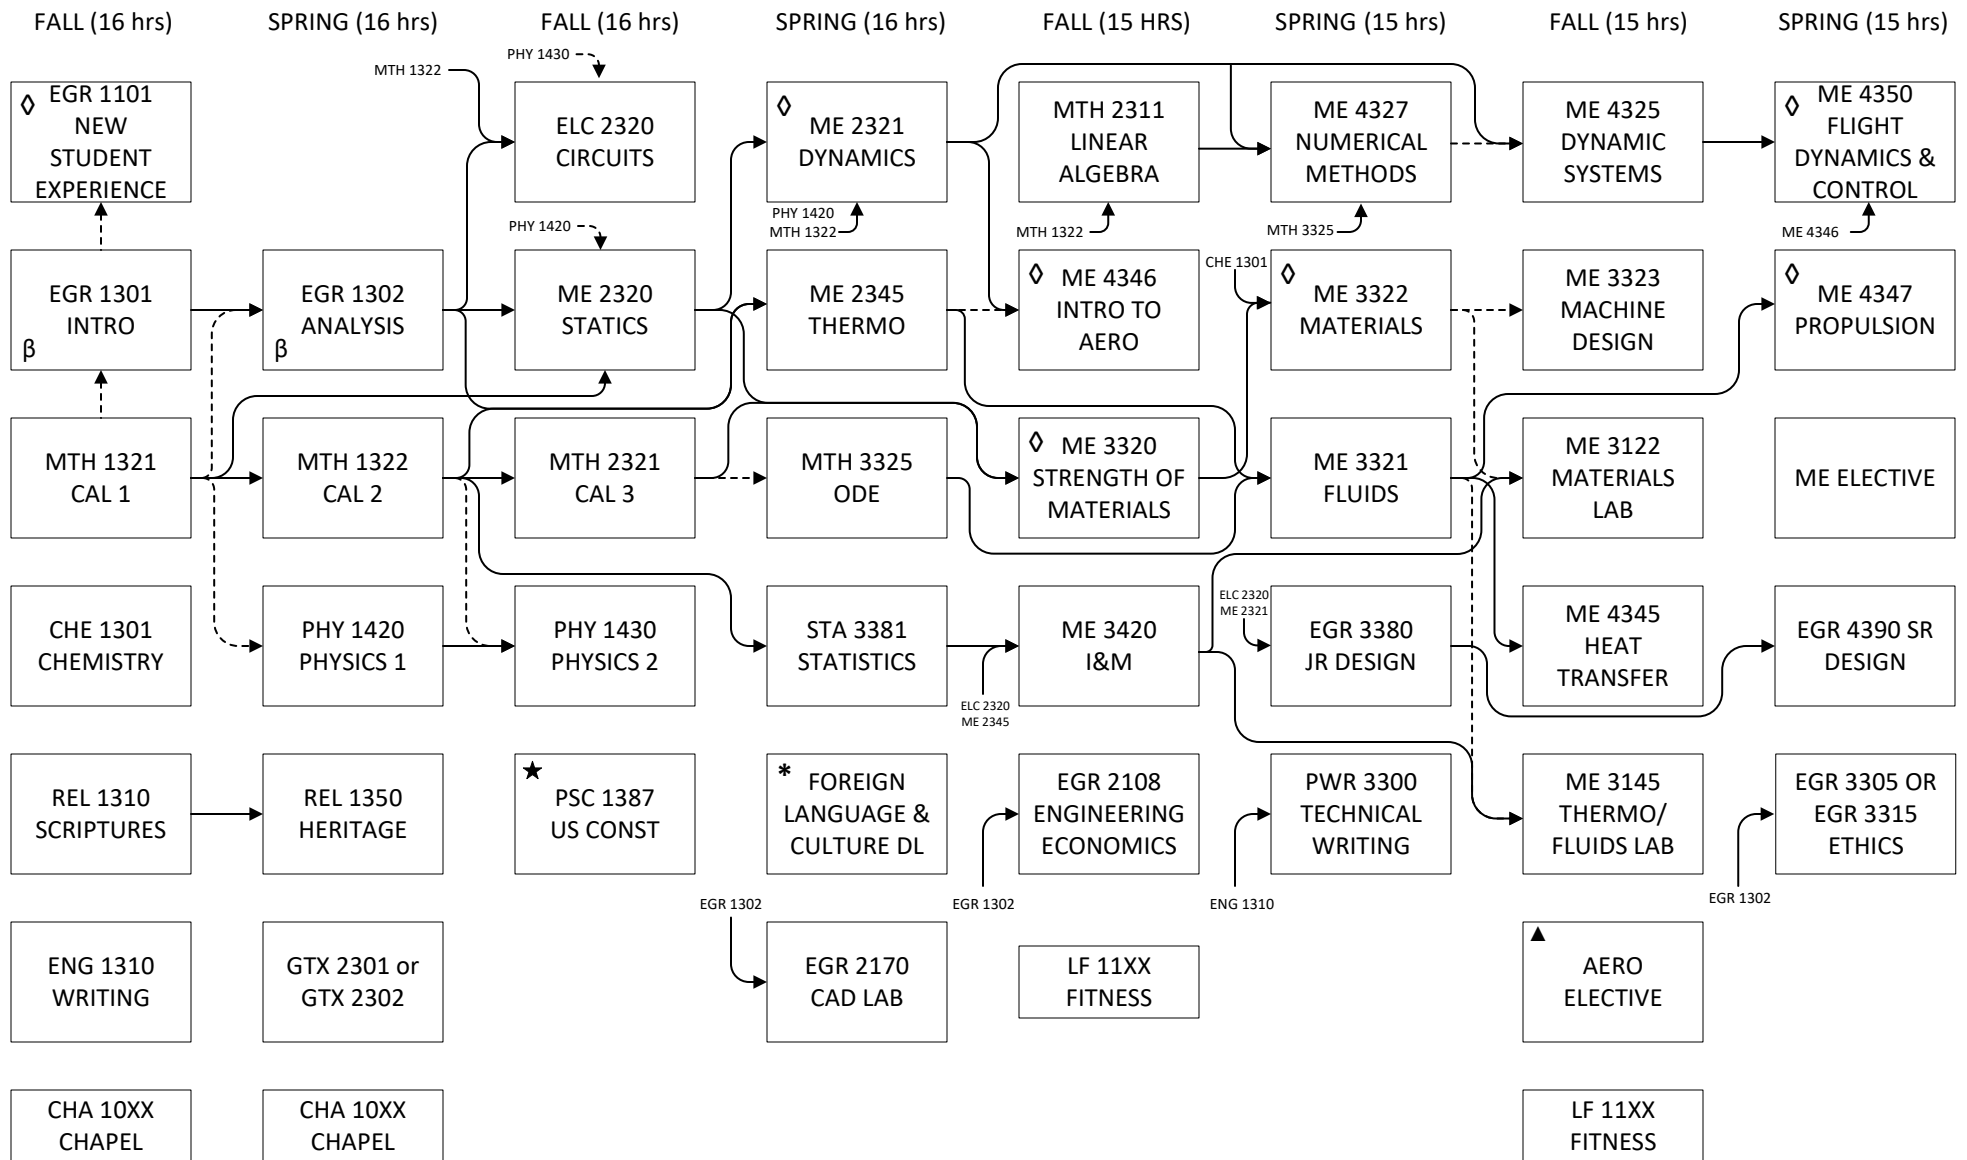 FALL (16 hrs)
SPRING (16 hrs)
FALL (16 hrs)
SPRING (16 hrs)
FALL (15 HRS)
SPRING (15 hrs)
FALL (15 hrs)
SPRING (15 hrs)
PHY 1430
MTH 1322
◊ EGR 1101
NEW
STUDENT
EXPERIENCE
ELC 2320
CIRCUITS
◊ ME 2321
DYNAMICS
MTH 2311
LINEAR
ALGEBRA
ME 4327
NUMERICAL
METHODS
ME 4325
DYNAMIC
SYSTEMS
◊ ME 4350
FLIGHT
DYNAMICS &
CONTROL
PHY 1420
PHY 1420
MTH 1322
MTH 1322
MTH 3325
ME 4346
CHE 1301
EGR 1301
INTRO
β
EGR 1302
ANALYSIS
β
ME 2320
STATICS
ME 2345
THERMO
◊ ME 4346
INTRO TO
AERO
◊ ME 3322
MATERIALS
ME 3323
MACHINE
DESIGN
◊ ME 4347
PROPULSION
MTH 1321
CAL 1
MTH 1322
CAL 2
MTH 2321
CAL 3
MTH 3325
ODE
◊ ME 3320
STRENGTH OF
MATERIALS
ME 3321
FLUIDS
ME 3122
MATERIALS
LAB
ME ELECTIVE
CHE 1301
CHEMISTRY
PHY 1420
PHYSICS 1
PHY 1430
PHYSICS 2
STA 3381
STATISTICS
ELC 2320
ME 2345
ME 3420
I&M
ELC 2320
ME 2321
EGR 3380
JR DESIGN
ME 4345
HEAT
TRANSFER
EGR 4390 SR
DESIGN
REL 1310
SCRIPTURES
REL 1350
HERITAGE
★
PSC 1387
US CONST
* FOREIGN
LANGUAGE &
CULTURE DL
EGR 2108
ENGINEERING
ECONOMICS
PWR 3300
TECHNICAL
WRITING
ME 3145
THERMO/
FLUIDS LAB
EGR 3305 OR
EGR 3315
ETHICS
EGR 1302
EGR 1302
ENG 1310
EGR 1302
ENG 1310
WRITING
GTX 2301 or
GTX 2302
EGR 2170
CAD LAB
LF 11XX
FITNESS
▲
AERO
ELECTIVE
CHA 10XX
CHAPEL
CHA 10XX
CHAPEL
LF 11XX
FITNESS